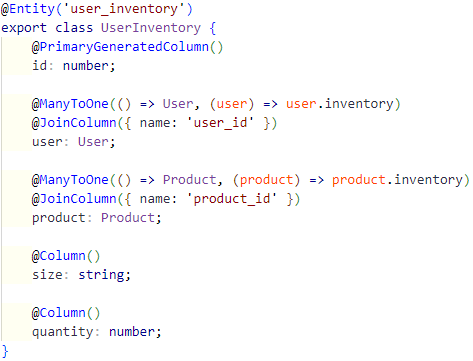 @Entity('user_inventory')
export class UserInventory {
    @PrimaryGeneratedColumn()
    id: number;

    @ManyToOne(() => User, (user) => user.inventory)
    @JoinColumn({ name: 'user_id' })
    user: User;

    @ManyToOne(() => Product, (product) => product.inventory)
    @JoinColumn({ name: 'product_id' })
    product: Product;

    @Column()
    size: string;

    @Column()
    quantity: number;
}